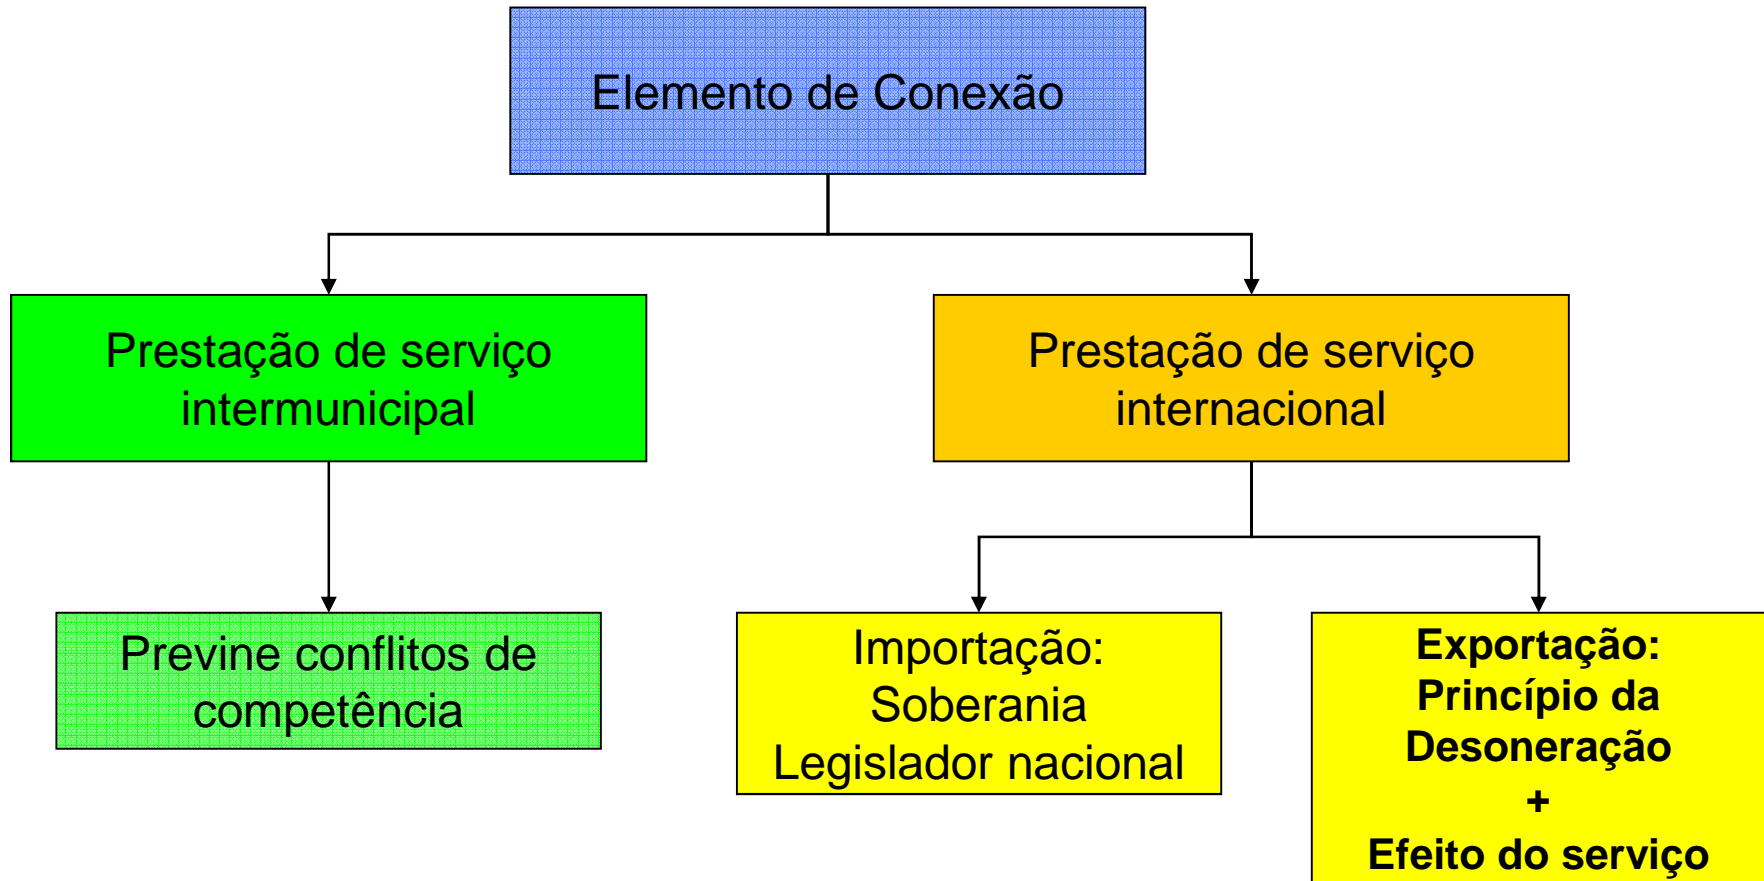 Elemento de Conexão
Prestação de serviço
intermunicipal
Prestação de serviço
internacional
Previne conflitos de
competência
Importação:
Soberania
Legislador nacional
Exportação:
Princípio da
Desoneração
+
Efeito do serviço